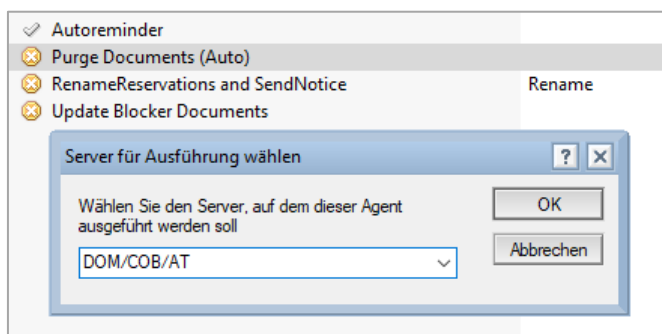 Autoreminder
Purge Documents (Auto)
RenameReservations and SendNotice Rename
Update Blocker Documents
Server für Ausführung wählen
?
Wählen Sie den Server, auf dem dieser Agent
ausgeführt werden soll
OK
DOM/COB/AT
Abbrechen